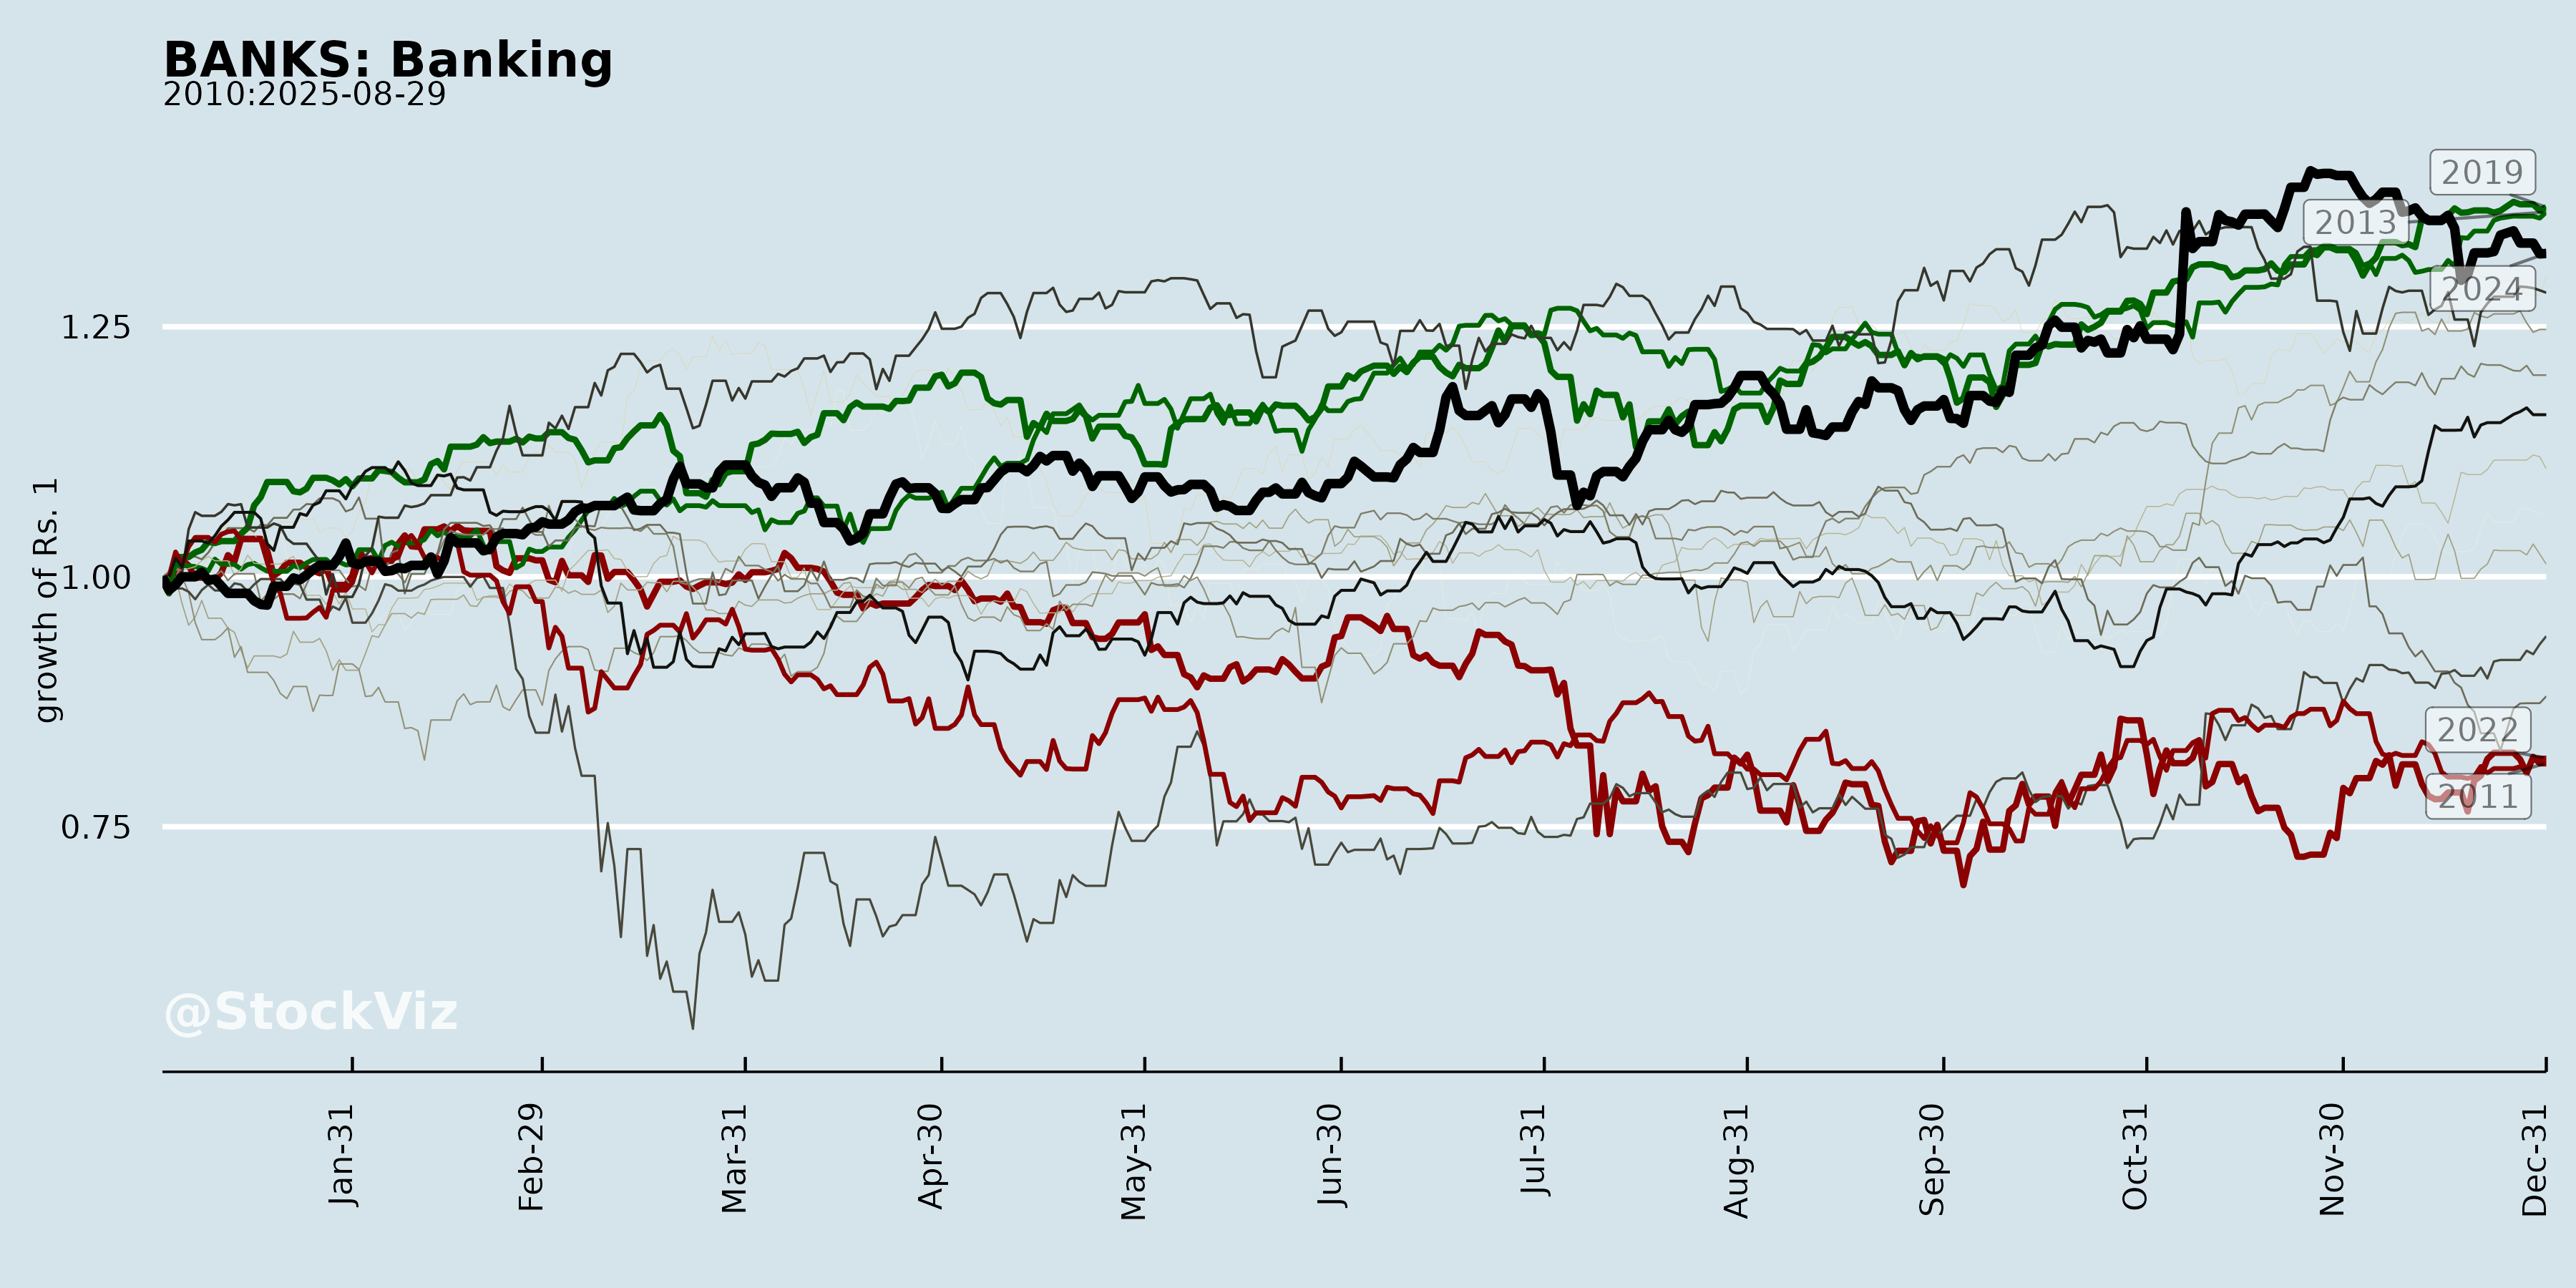 BANKS: Banking
2010:2025-08-29
growth of Rs. 1
1.25
1.00
0.75
2019
2013
2024
2022
2011
@StockViz
Jan-31
Feb-29
Mar-31
Apr-30
May-31
Jun-30
Jul-31
Aug-31
Sep-30
Oct-31
Nov-30
Dec-31